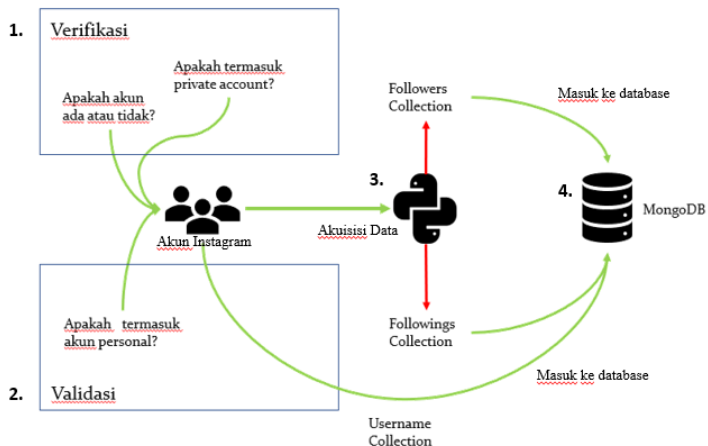 1.
Verifikasi
Apakah termasuk
private account?
Apakah akun
ada atau tidak?
Followers
Collection
Masuk ke database
3.
4.
MongoDB
Akun Instagram
Akuisisi Data
Apakah termasuk
akun personal?
Followings
Collection
Masuk ke database
2.
Validasi
Username
Collection